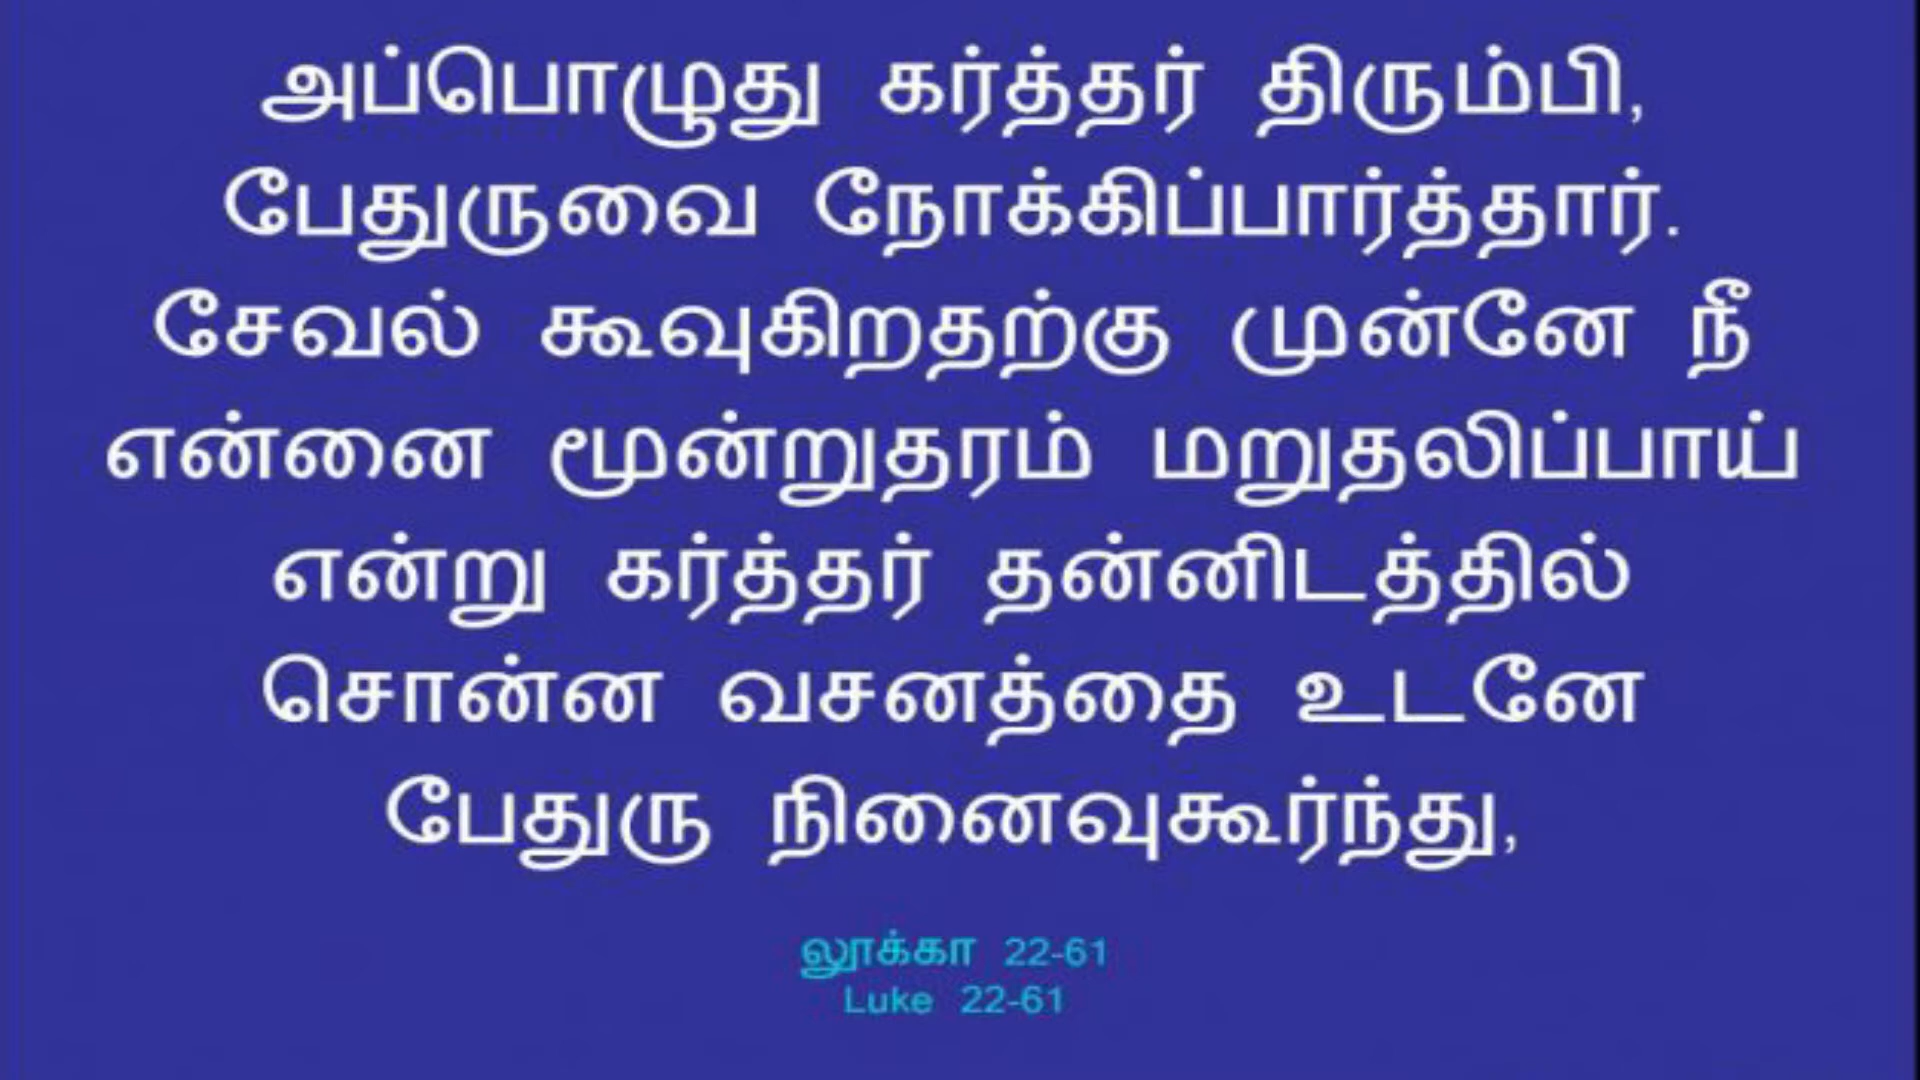 அப்பொழுது கர்த்தர் திரும்பி,
பேதுருவை நோக்கிப்பார்த்தார்.
சேவல் கூவுகிறதற்கு முன்னே நீ
என்னை மூன்றுதரம் மறுதலிப்பாய்
என்று கர்த்தர் தன்னிடத்தில்
சொன்ன வசனத்தை உடனே
பேதுரு நினைவுகூர்ந்து,
லூக்கா 22-61
Luke 22-61